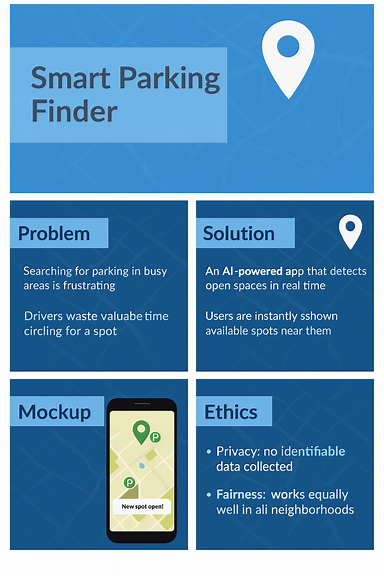 Smart Parking
Finder
Problem
Searching for parking in busy
areas is frustrating
Drivers waste valuabe time
circling for a spot
Solution
An AI-powered app that detects
open spaces in real time
Users are instantly sshown
available spots near them
Mockup
P
P
New spot open!
Ethics
• Privacy: no identifiable
data collected
• Fairness: works equally
well in ali neighborhoods